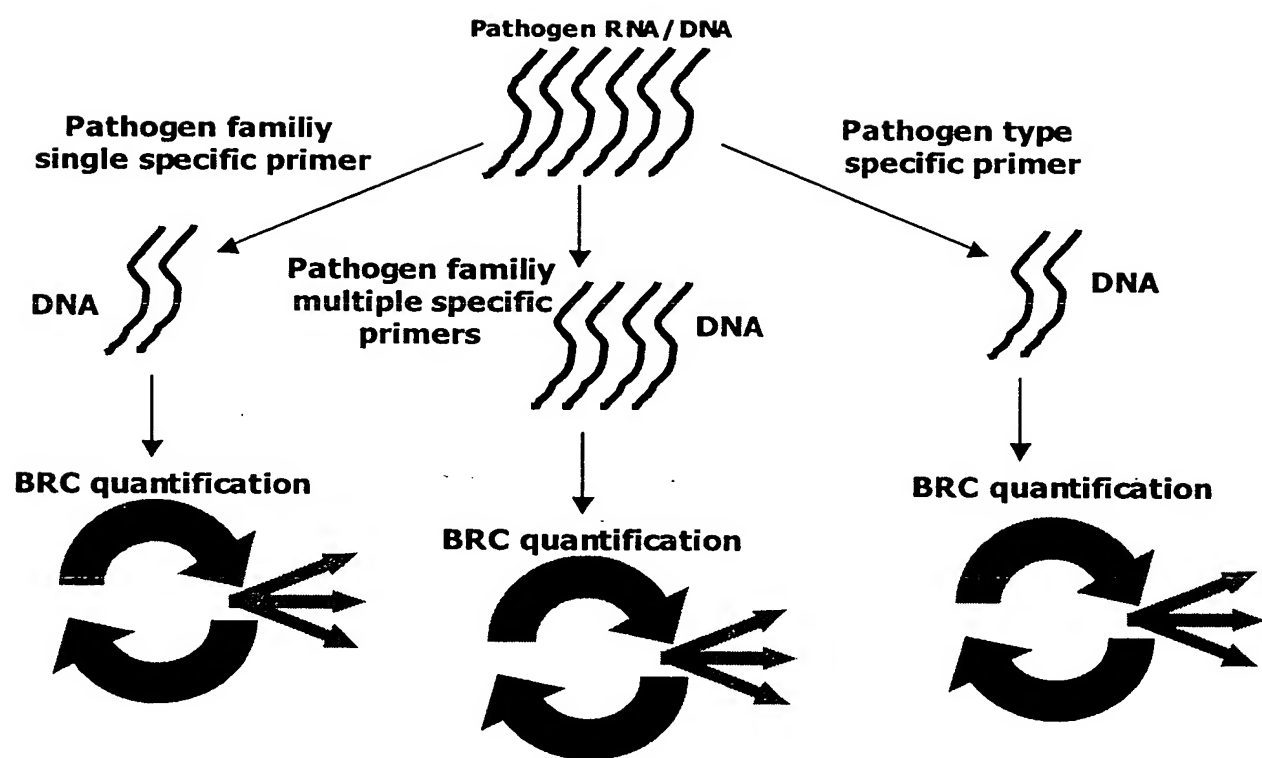 Pathogen RNA/DNA
Pathogen familiy
single specific primer
Pathogen type
specific primer
DNA
Pathogen familiy
multiple specific
primers
DNA
DNA
BRC quantification
BRC quantification
BRC quantification